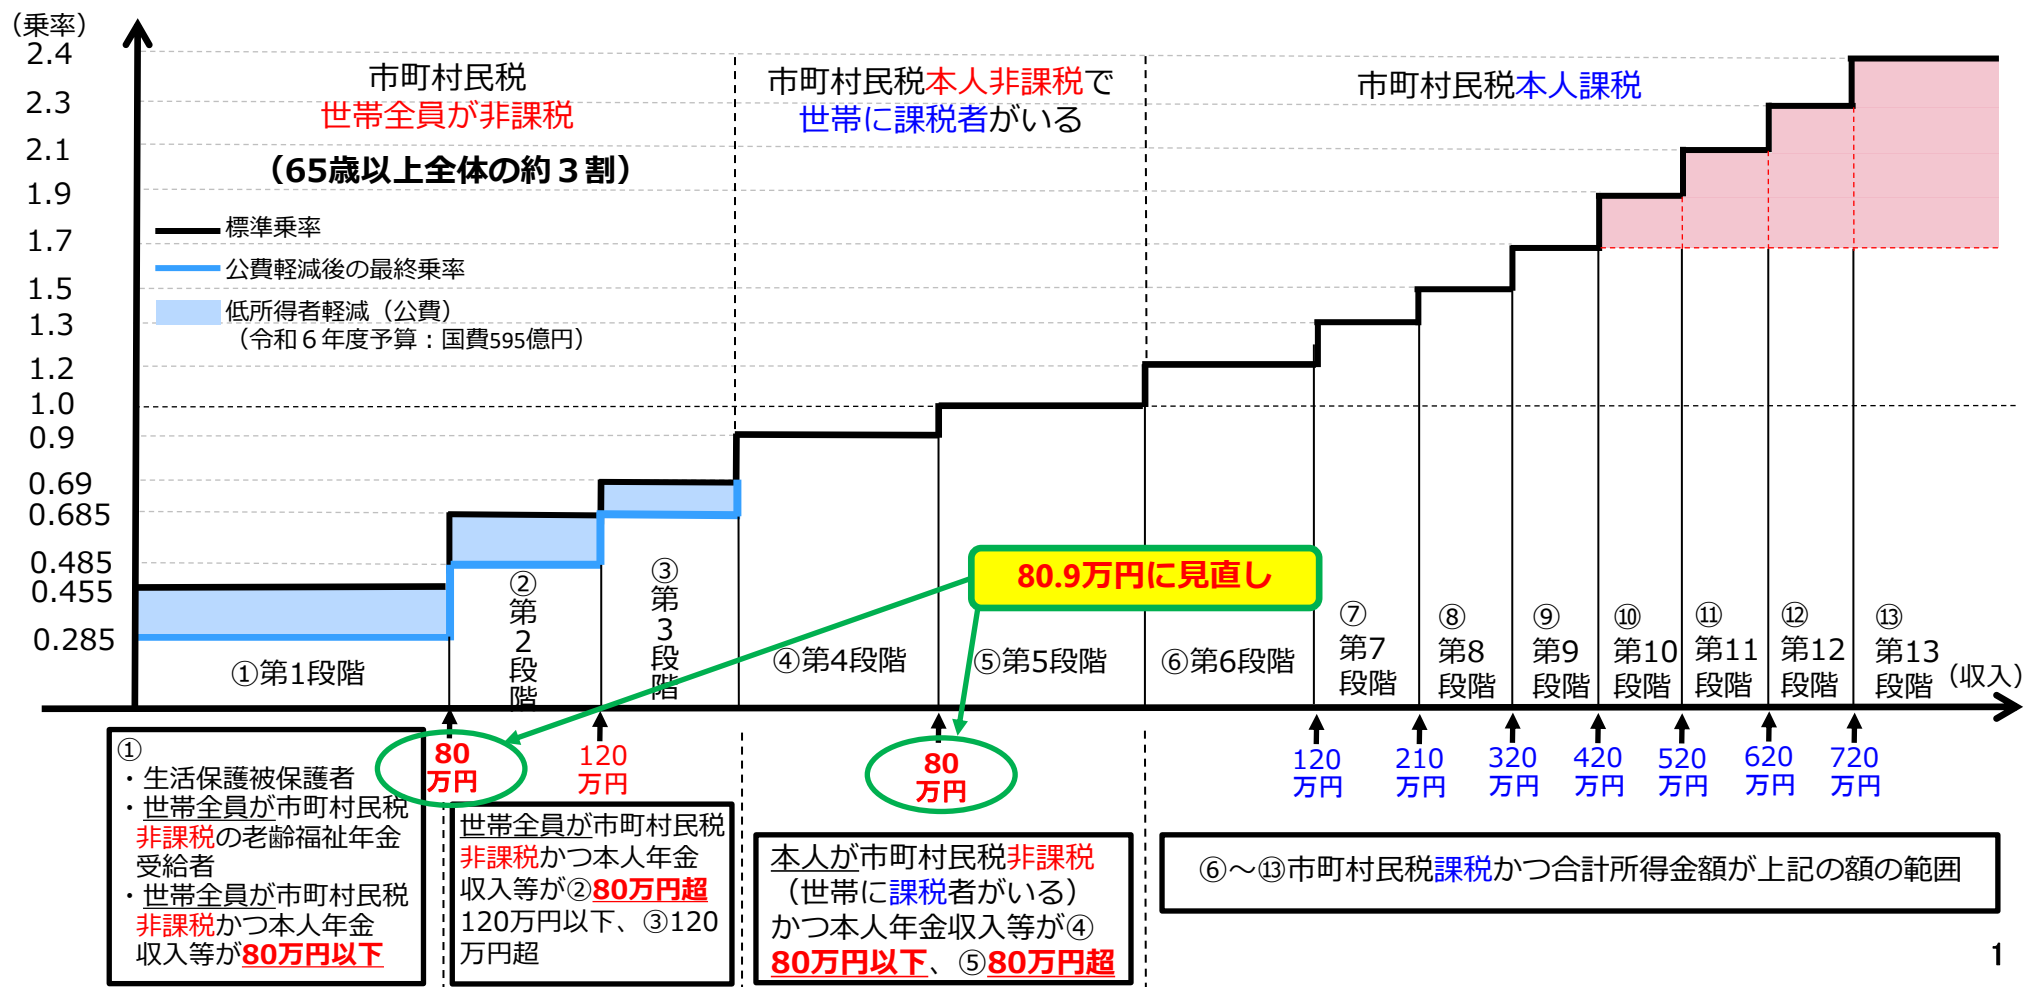 （乗率）
2.4
2.3
2.1
1.9
1.7
1.5
1.3
1.2
1.0
0.9
0.69
0.685
0.485
0.455
0.285
市町村民税
世帯全員が非課税
（65歳以上全体の約３割）
標準乗率
公費軽減後の最終乗率
低所得者軽減（公費）
（令和６年度予算：国費595億円）
市町村民税本人非課税で
世帯に課税者がいる
市町村民税本人課税
80.9万円に見直し
①第1段階
②第2段階
③第3段階
④第4段階
⑤第5段階
⑥第6段階
⑦
第7
段階
⑧
第8
段階
⑨
第9
段階
⑩
第10
段階
⑪
第11
段階
⑫
第12
段階
⑬
第13
段階
（収入）
80
万円
120
万円
80
万円
120
万円
210
万円
320
万円
420
万円
520
万円
620
万円
720
万円
①
・生活保護被保護者
・世帯全員が市町村民税
非課税の老齢福祉年金
受給者
・世帯全員が市町村民税
非課税かつ本人年金
収入等が80万円以下
世帯全員が市町村民税
非課税かつ本人年金
収入等が②80万円超
120万円以下、③120
万円超
本人が市町村民税非課税
（世帯に課税者がいる）
かつ本人年金収入等が④
80万円以下、⑤80万円超
⑥～⑬市町村民税課税かつ合計所得金額が上記の額の範囲
1